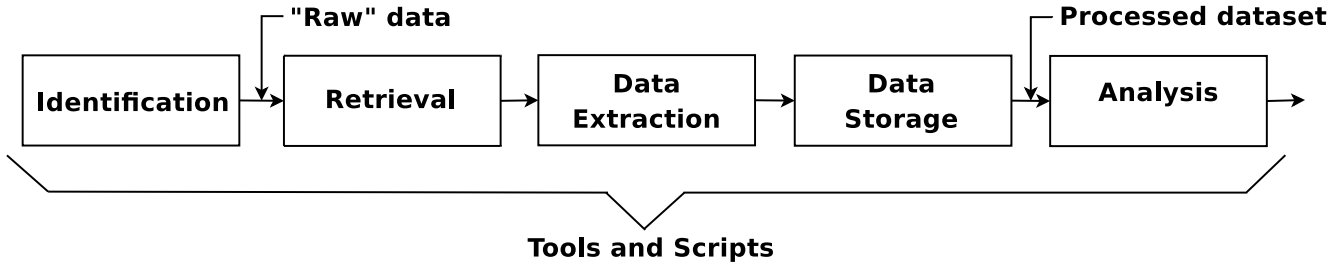 "Raw" data
Processed dataset
Identification
Retrieval
Data
Extraction
Data
Storage
Analysis
Tools and Scripts